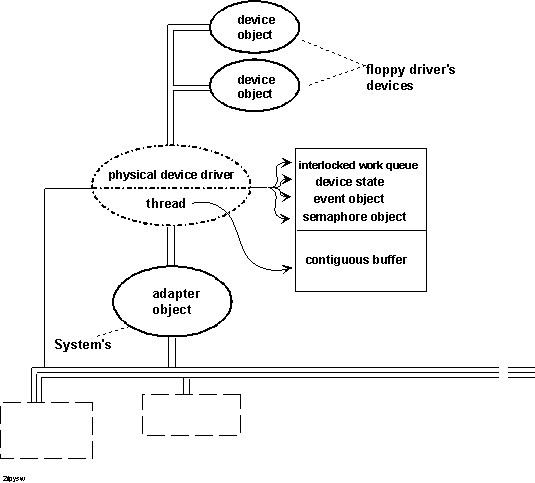 device
object
device
object
floppy driver's
devices
physical device driver
thread
interlocked work queue
device state
event object
semaphore object
contiguous buffer
adapter
object
System's
2ipysw